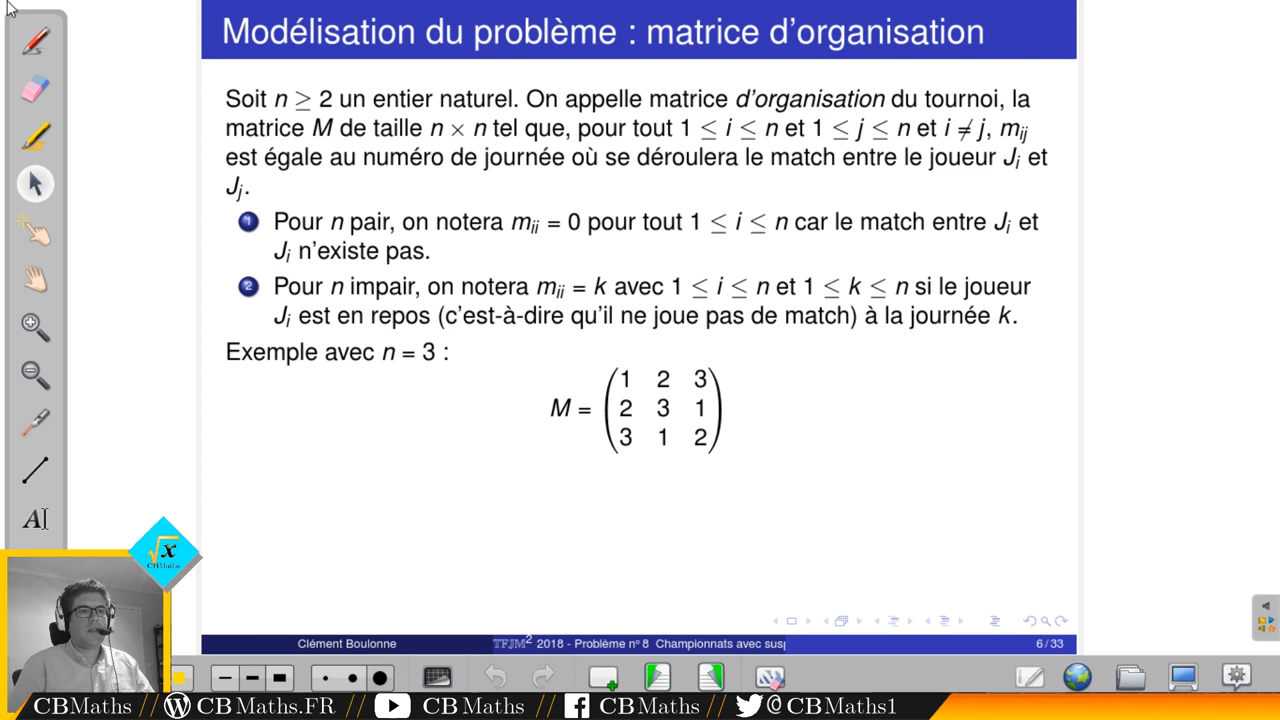 Modélisation du problème : matrice d'organisation
Soit n ≥ 2 un entier naturel. On appelle matrice d'organisation du tournoi, la
matrice M de taille n × n tel que, pour tout 1 ≤ i ≤ n et 1 ≤ j ≤ n et i ≠ j, mij
est égale au numéro de journée où se déroulera le match entre le joueur Ji et
Jj.
1 Pour n pair, on notera mii = 0 pour tout 1 ≤ i ≤ n car le match entre Ji et
Ji n'existe pas.
2 Pour n impair, on notera mii = k avec 1 ≤ i ≤ n et 1 ≤ k ≤ n si le joueur
Ji est en repos (c'est-à-dire qu'il ne joue pas de match) à la journée k.
Exemple avec n = 3 :
1 2 3
M = 2 3 1
3 1 2
AI
√x
CBMaths
Clément Boulonne TFJM² 2018 - Problème nº 8 Championnats avec susp 6 / 33
CBMaths CBMaths.FR CBMaths CBMaths @CBMaths1